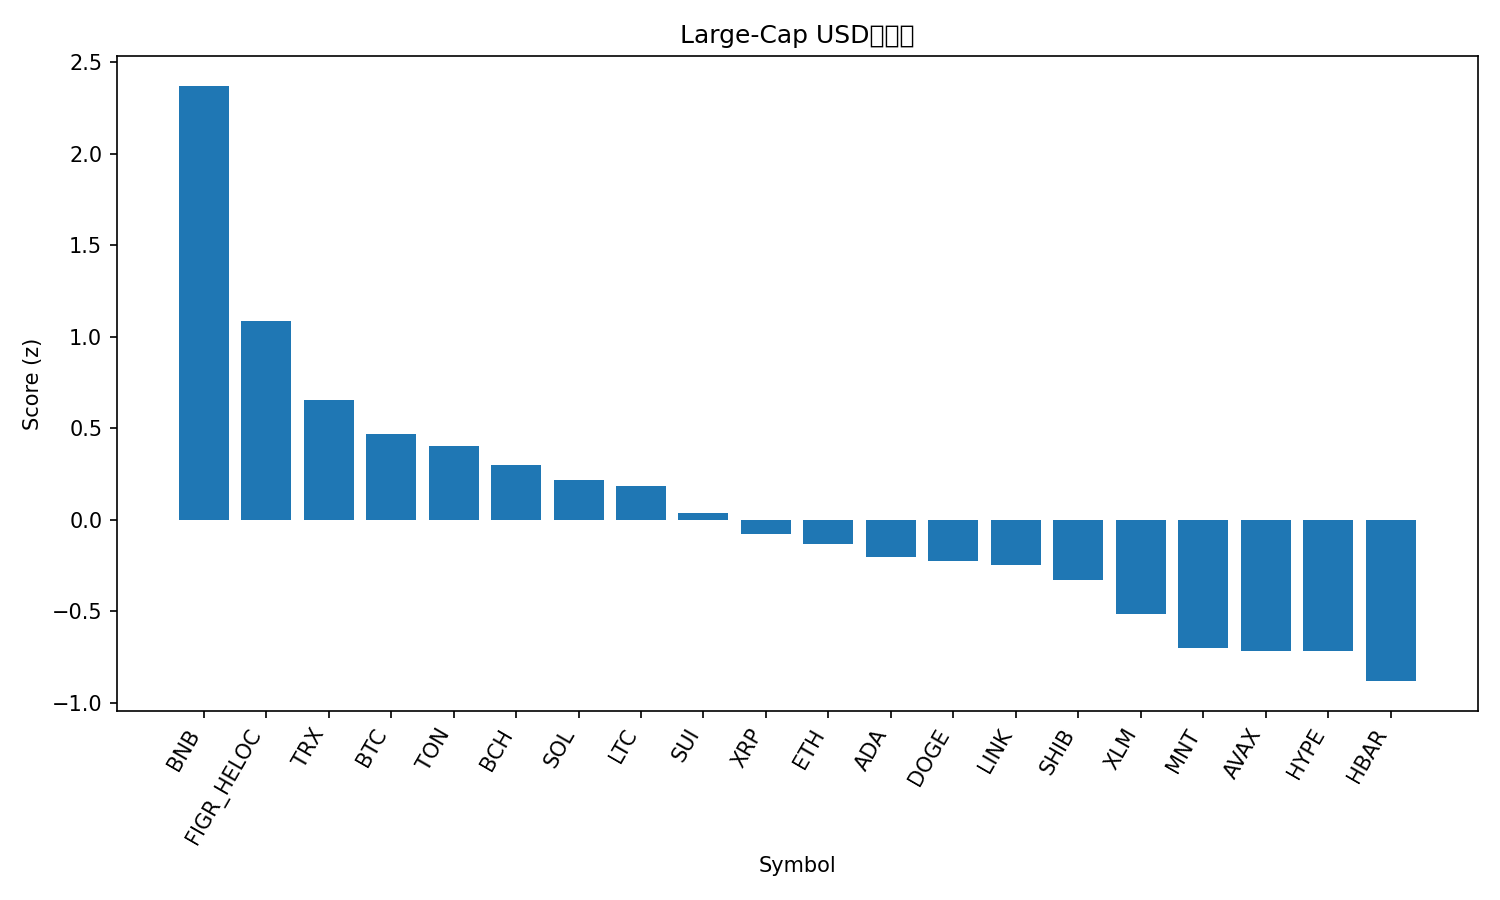 Large-Cap USD
2.5
2.0
1.5
1.0
0.5
0.0
−0.5
−1.0
Score (z)
BNB
FIGR_HELOC
TRX
BTC
TON
BCH
SOL
LTC
SUI
XRP
ETH
ADA
DOGE
LINK
SHIB
XLM
MNT
AVAX
HYPE
HBAR
Symbol